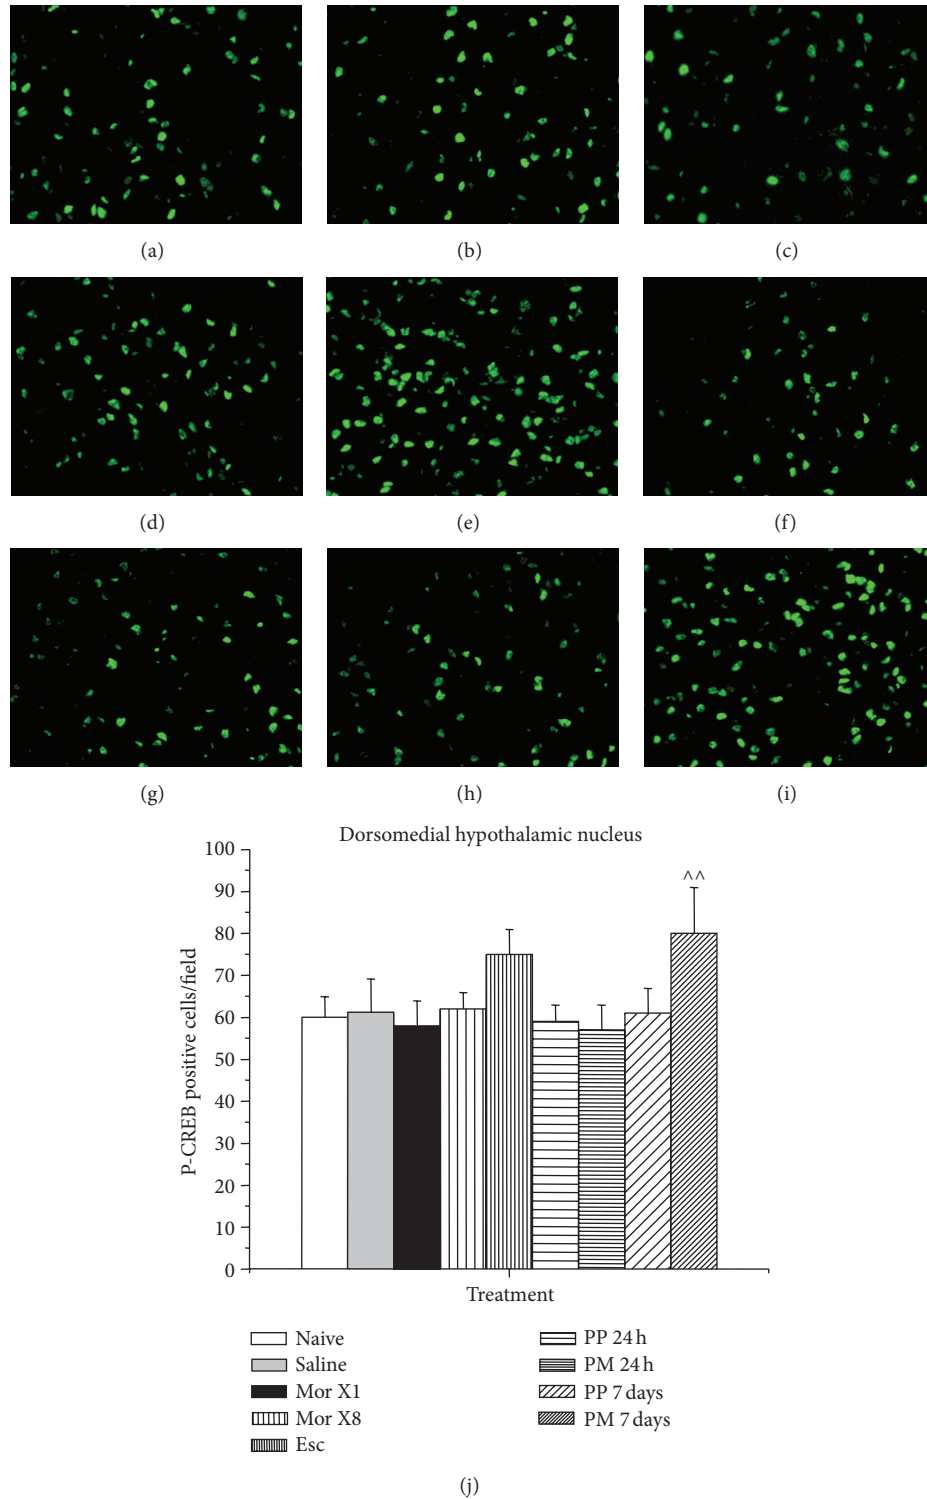 (a)
(b)
(c)
(d)
(e)
(f)
(g)
(h)
(i)
Dorsomedial hypothalamic nucleus
100
90
80
70
60
50
40
30
20
10
0
P-CREB positive cells/field
^^
Treatment
Naive
Saline
Mor X1
Mor X8
Esc
PP 24 h
PM 24 h
PP 7 days
PM 7 days
(j)